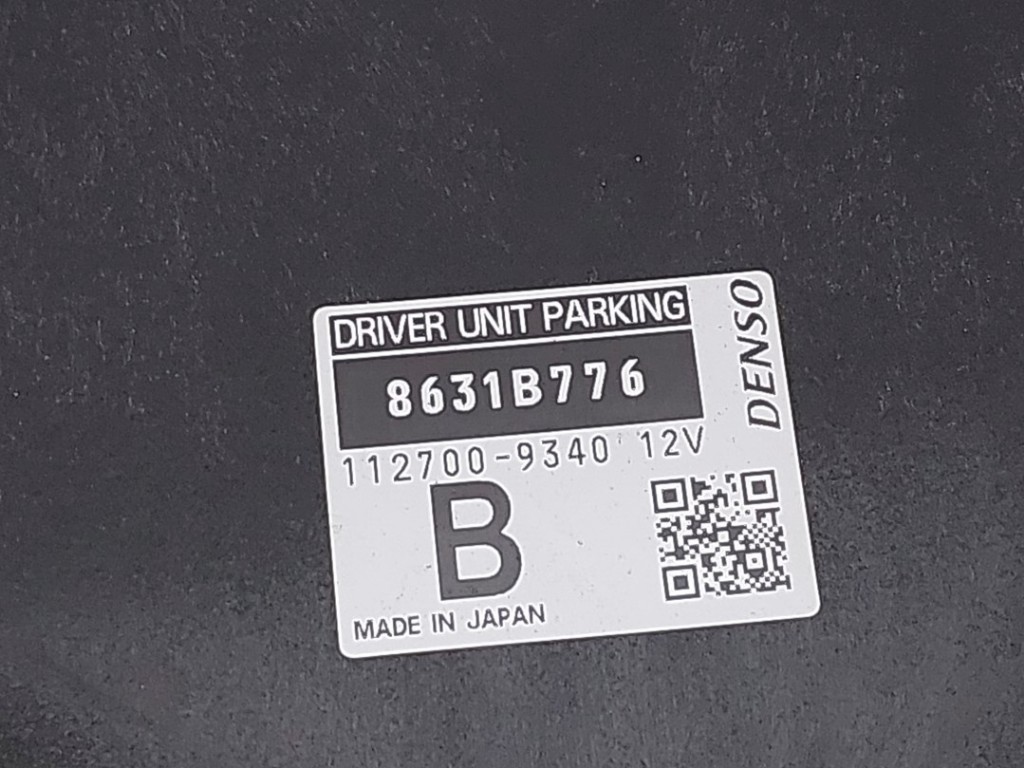 DRIVER UNIT PARKING
8631B776
112700-9340 12V
B
MADE IN JAPAN
DENSO